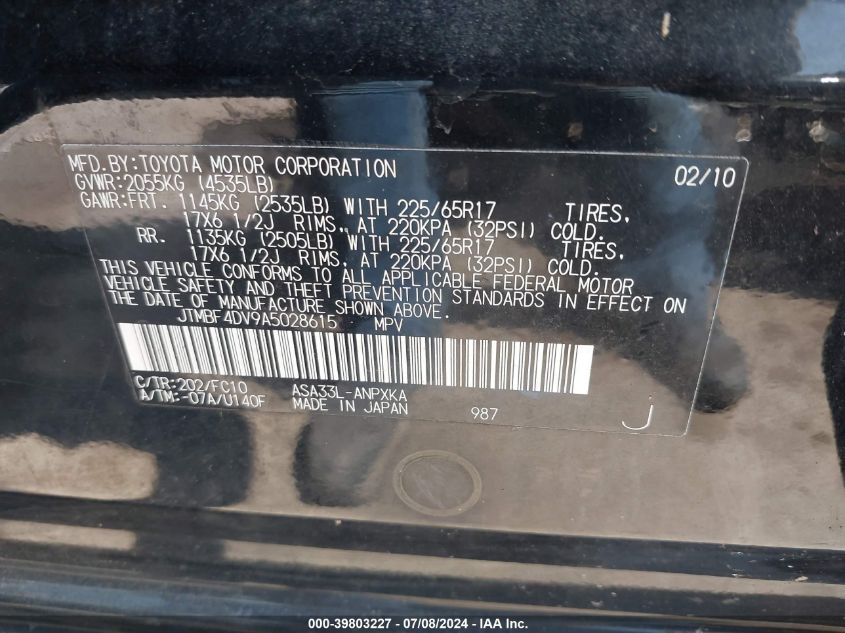 MFD.BY:TOYOTA MOTOR CORPORATION 02/10
GVWR:2055KG (4535LB)
GAWR:FRT. 1145KG (2535LB) WITH 225/65R17 TIRES,
17X6 1/2J RIMS, AT 220KPA (32PSI) COLD.
RR. 1135KG (2505LB) WITH 225/65R17 TIRES,
17X6 1/2J RIMS, AT 220KPA (32PSI) COLD.
THIS VEHICLE CONFORMS TO ALL APPLICABLE FEDERAL MOTOR
VEHICLE SAFETY AND THEFT PREVENTION STANDARDS IN EFFECT ON
THE DATE OF MANUFACTURE SHOWN ABOVE.
JTMBF4DV9A5028615 MPV
C/TR:202/FC10 ASA33L-ANPXKA
A/TM:-07A/U140F MADE IN JAPAN 987 J
000-39803227 - 07/08/2024 - IAA Inc.